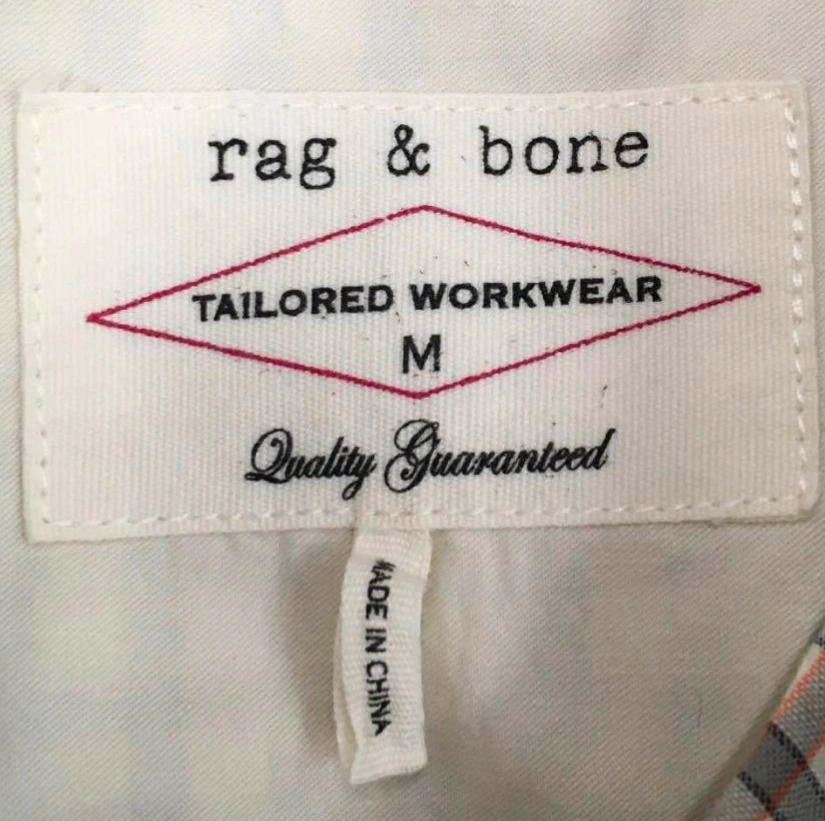 rag & bone
TAILORED WORKWEAR
M
Quality Guaranteed
MADE IN CHINA